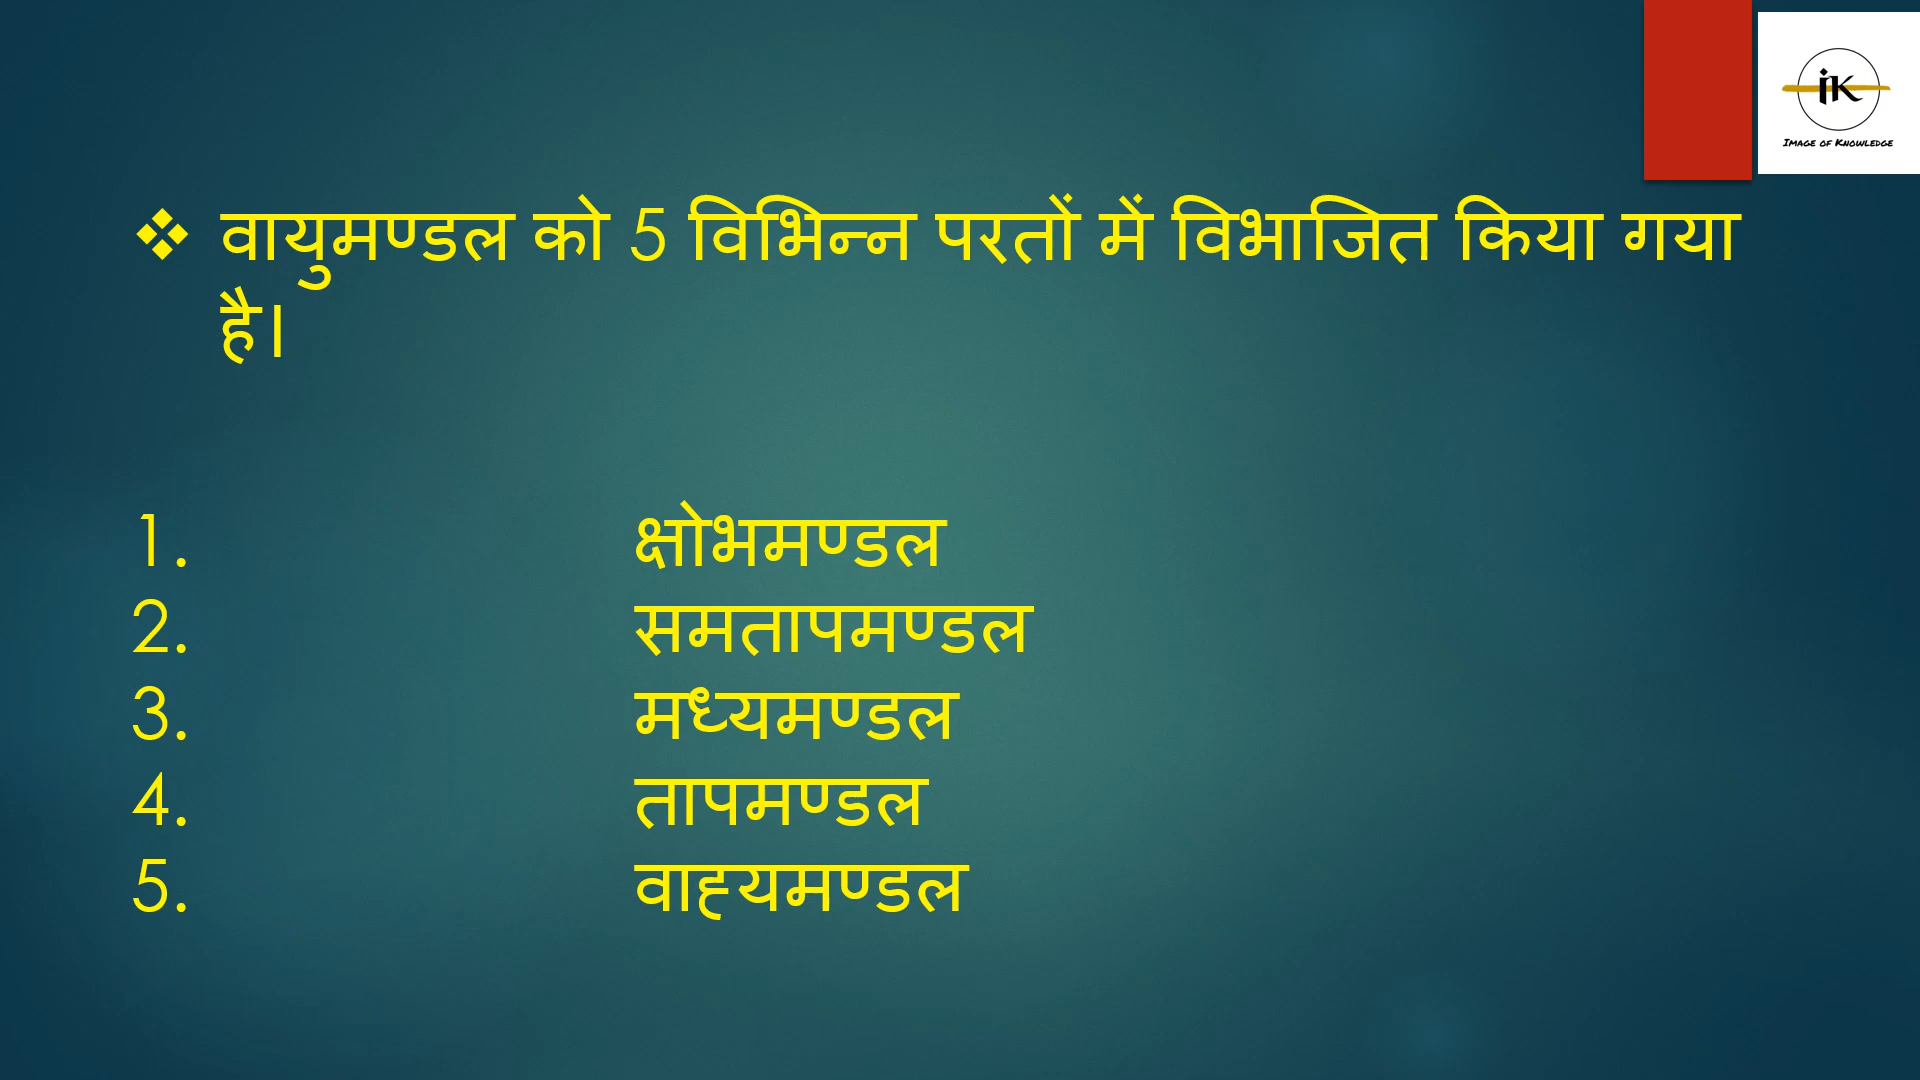 iK
Image of Knowledge
❖ वायुमण्डल को 5 विभिन्न परतों में विभाजित किया गया
है।
1. क्षोभमण्डल
2. समतापमण्डल
3. मध्यमण्डल
4. तापमण्डल
5. वाह्यमण्डल